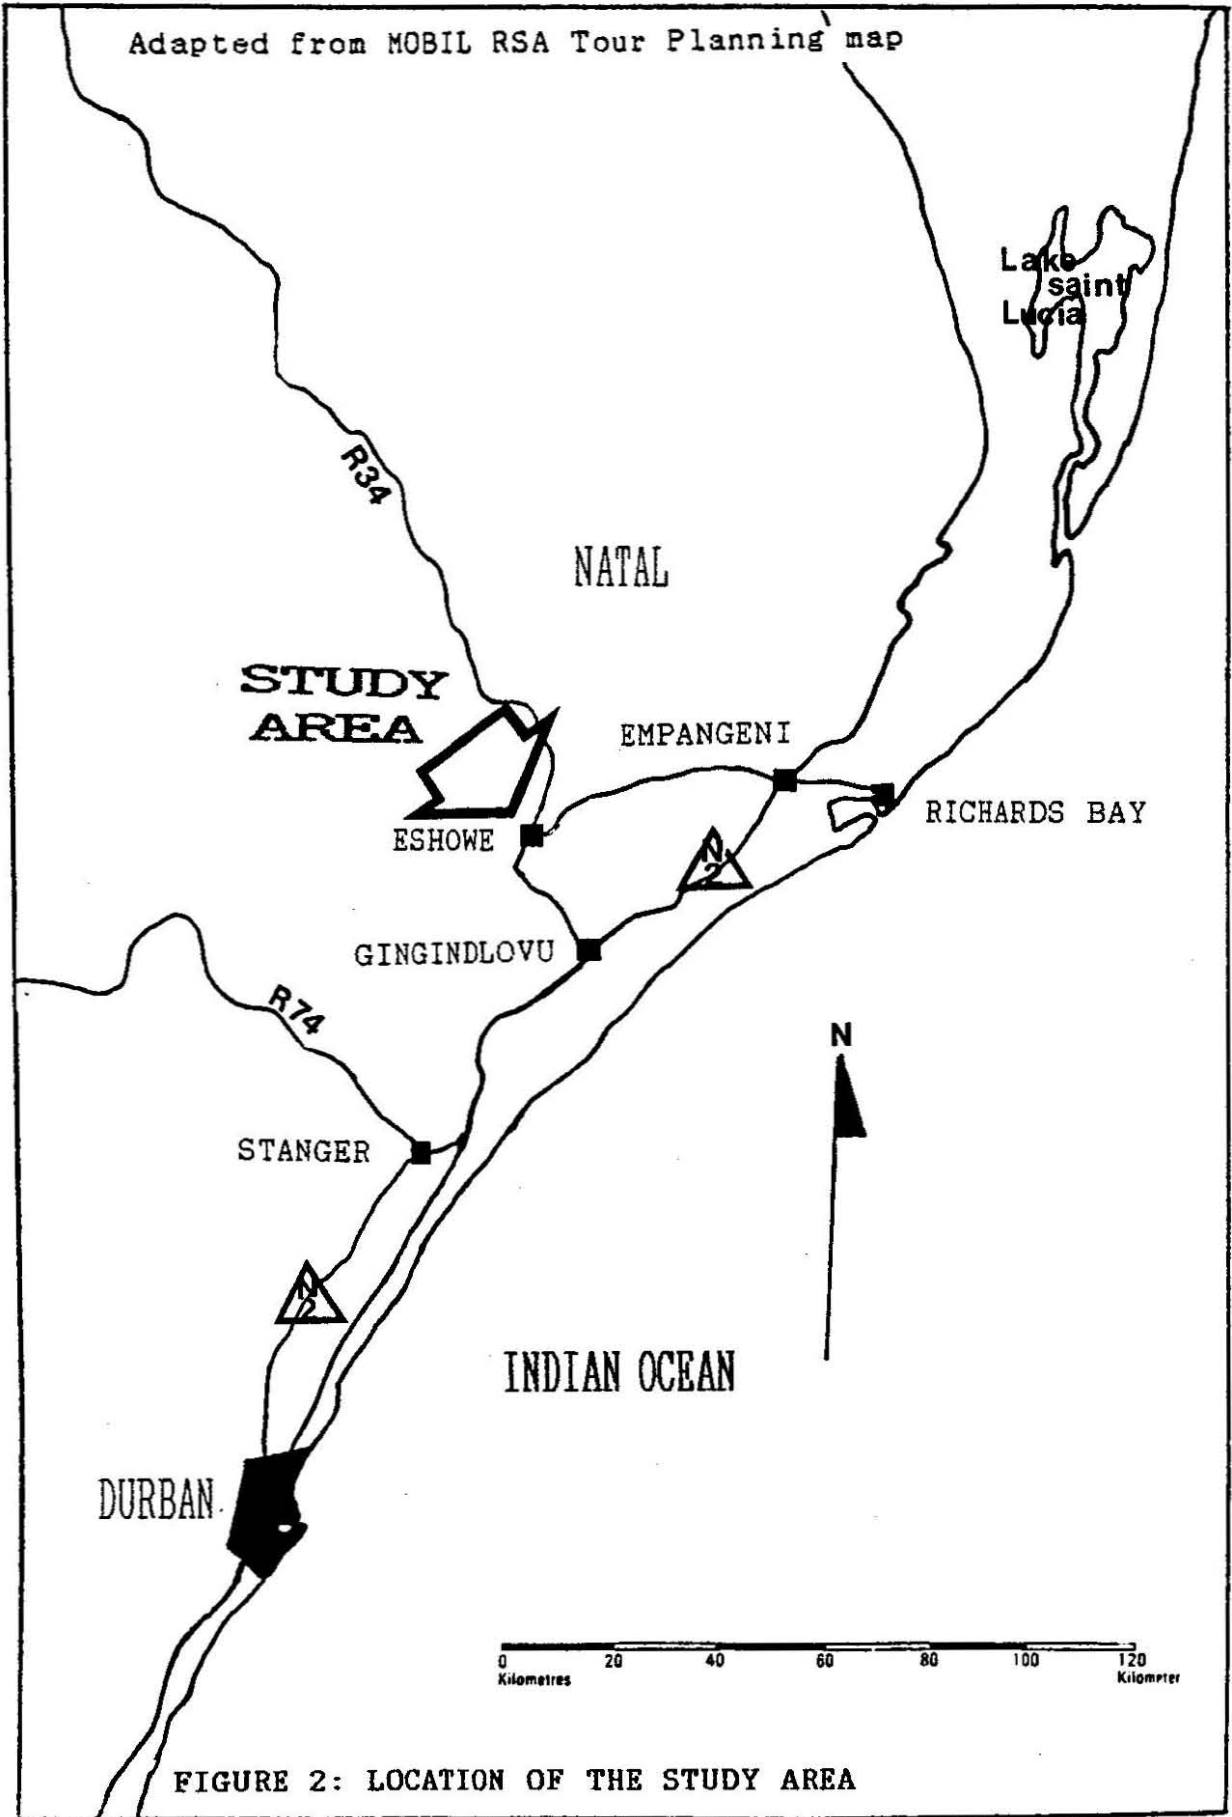 Adapted from MOBIL RSA Tour Planning map
Lake
saint
Lucia
R34
NATAL
STUDY
AREA
EMPANGENI
RICHARDS BAY
ESHOWE
N
2
GINGINDLOVU
R74
N
STANGER
N
2
INDIAN OCEAN
DURBAN
0 20 40 60 80 100 120
Kilometres Kilometer
FIGURE 2: LOCATION OF THE STUDY AREA